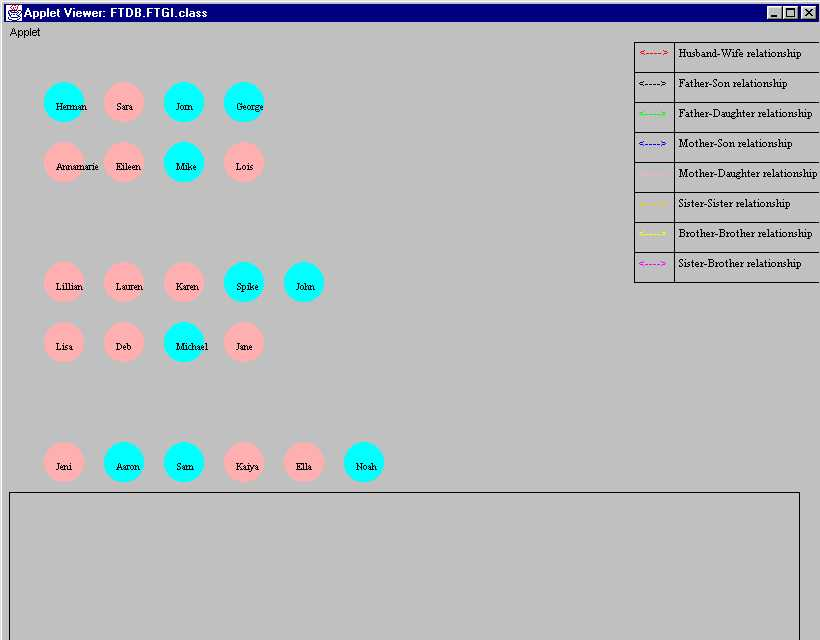 Applet Viewer: FTDB.FTGI.class
Applet
<----> Husband-Wife relationship
<----> Father-Son relationship
<----> Father-Daughter relationship
<----> Mother-Son relationship
<----> Mother-Daughter relationship
<----> Sister-Sister relationship
<----> Brother-Brother relationship
<----> Sister-Brother relationship
Herman Sara Jorn George
Annamarie Eileen Mike Lois
Lillian Lauren Karen Spike John
Lisa Deb Michael Jane
Jeni Aaron Sam Kaiya Ella Noah